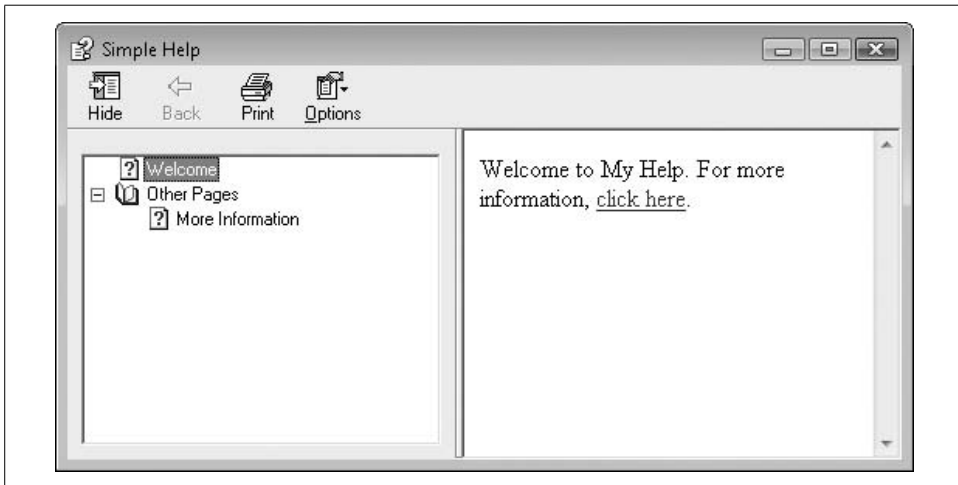 Simple Help
Hide Back Print Options
Welcome
Other Pages
More Information
Welcome to My Help. For more
information, click here.